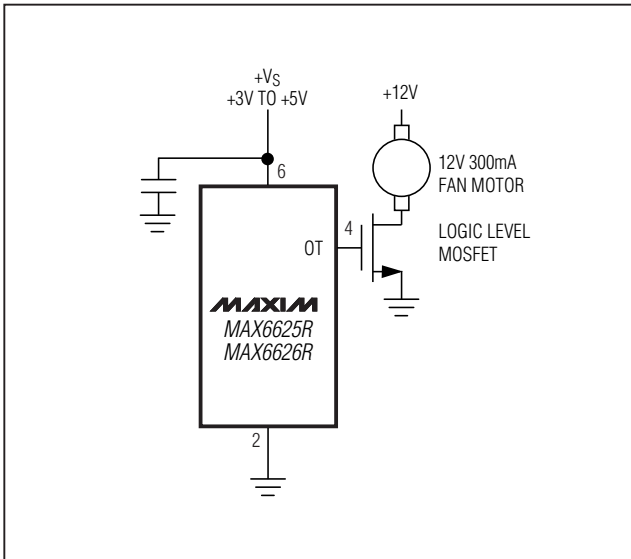 +VS
+3V TO +5V
+12V
6
12V 300mA
FAN MOTOR
4
OT
LOGIC LEVEL
MOSFET
MAXIM
MAX6625R
MAX6626R
2